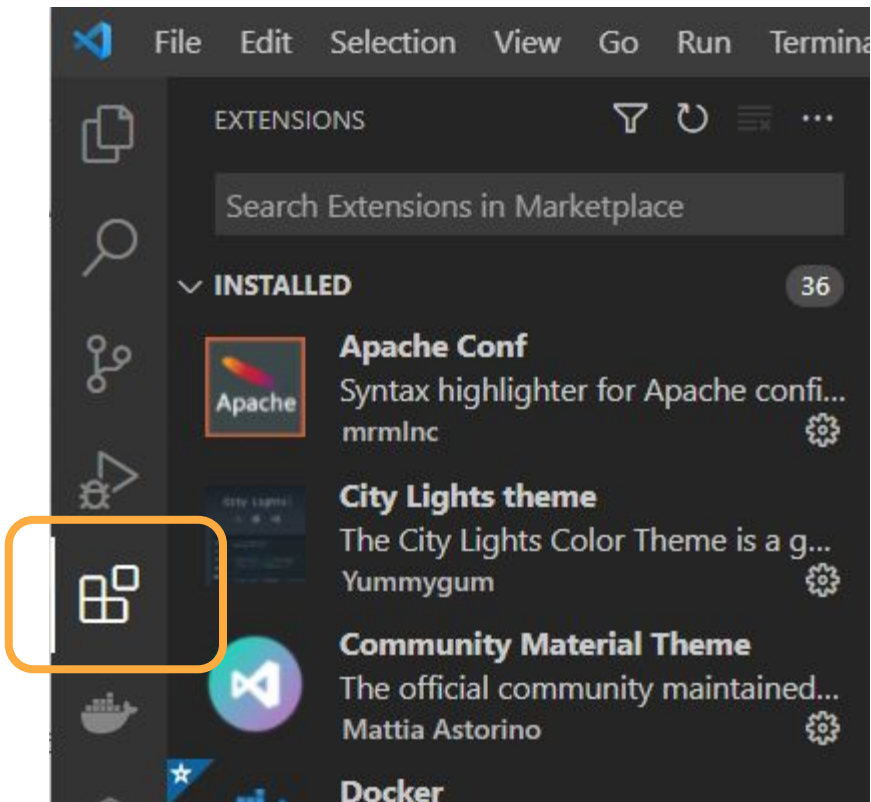 File Edit Selection View Go Run Termina
EXTENSIONS
Search Extensions in Marketplace
INSTALLED 36
Apache
Apache Conf
Syntax highlighter for Apache confi...
mrmlnc
City Lights
City Lights theme
The City Lights Color Theme is a g...
Yummygum
Community Material Theme
The official community maintained...
Mattia Astorino
Docker